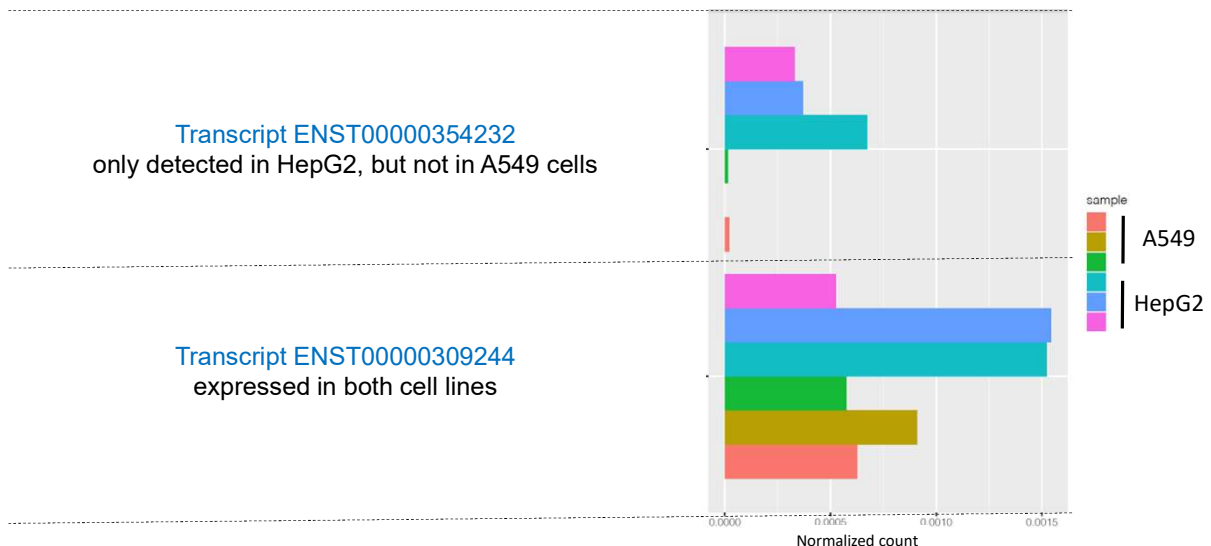 Transcript ENST00000354232
only detected in HepG2, but not in A549 cells
Transcript ENST00000309244
expressed in both cell lines
sample
A549
HepG2
0.0000 0.0005 0.0010 0.0015
Normalized count